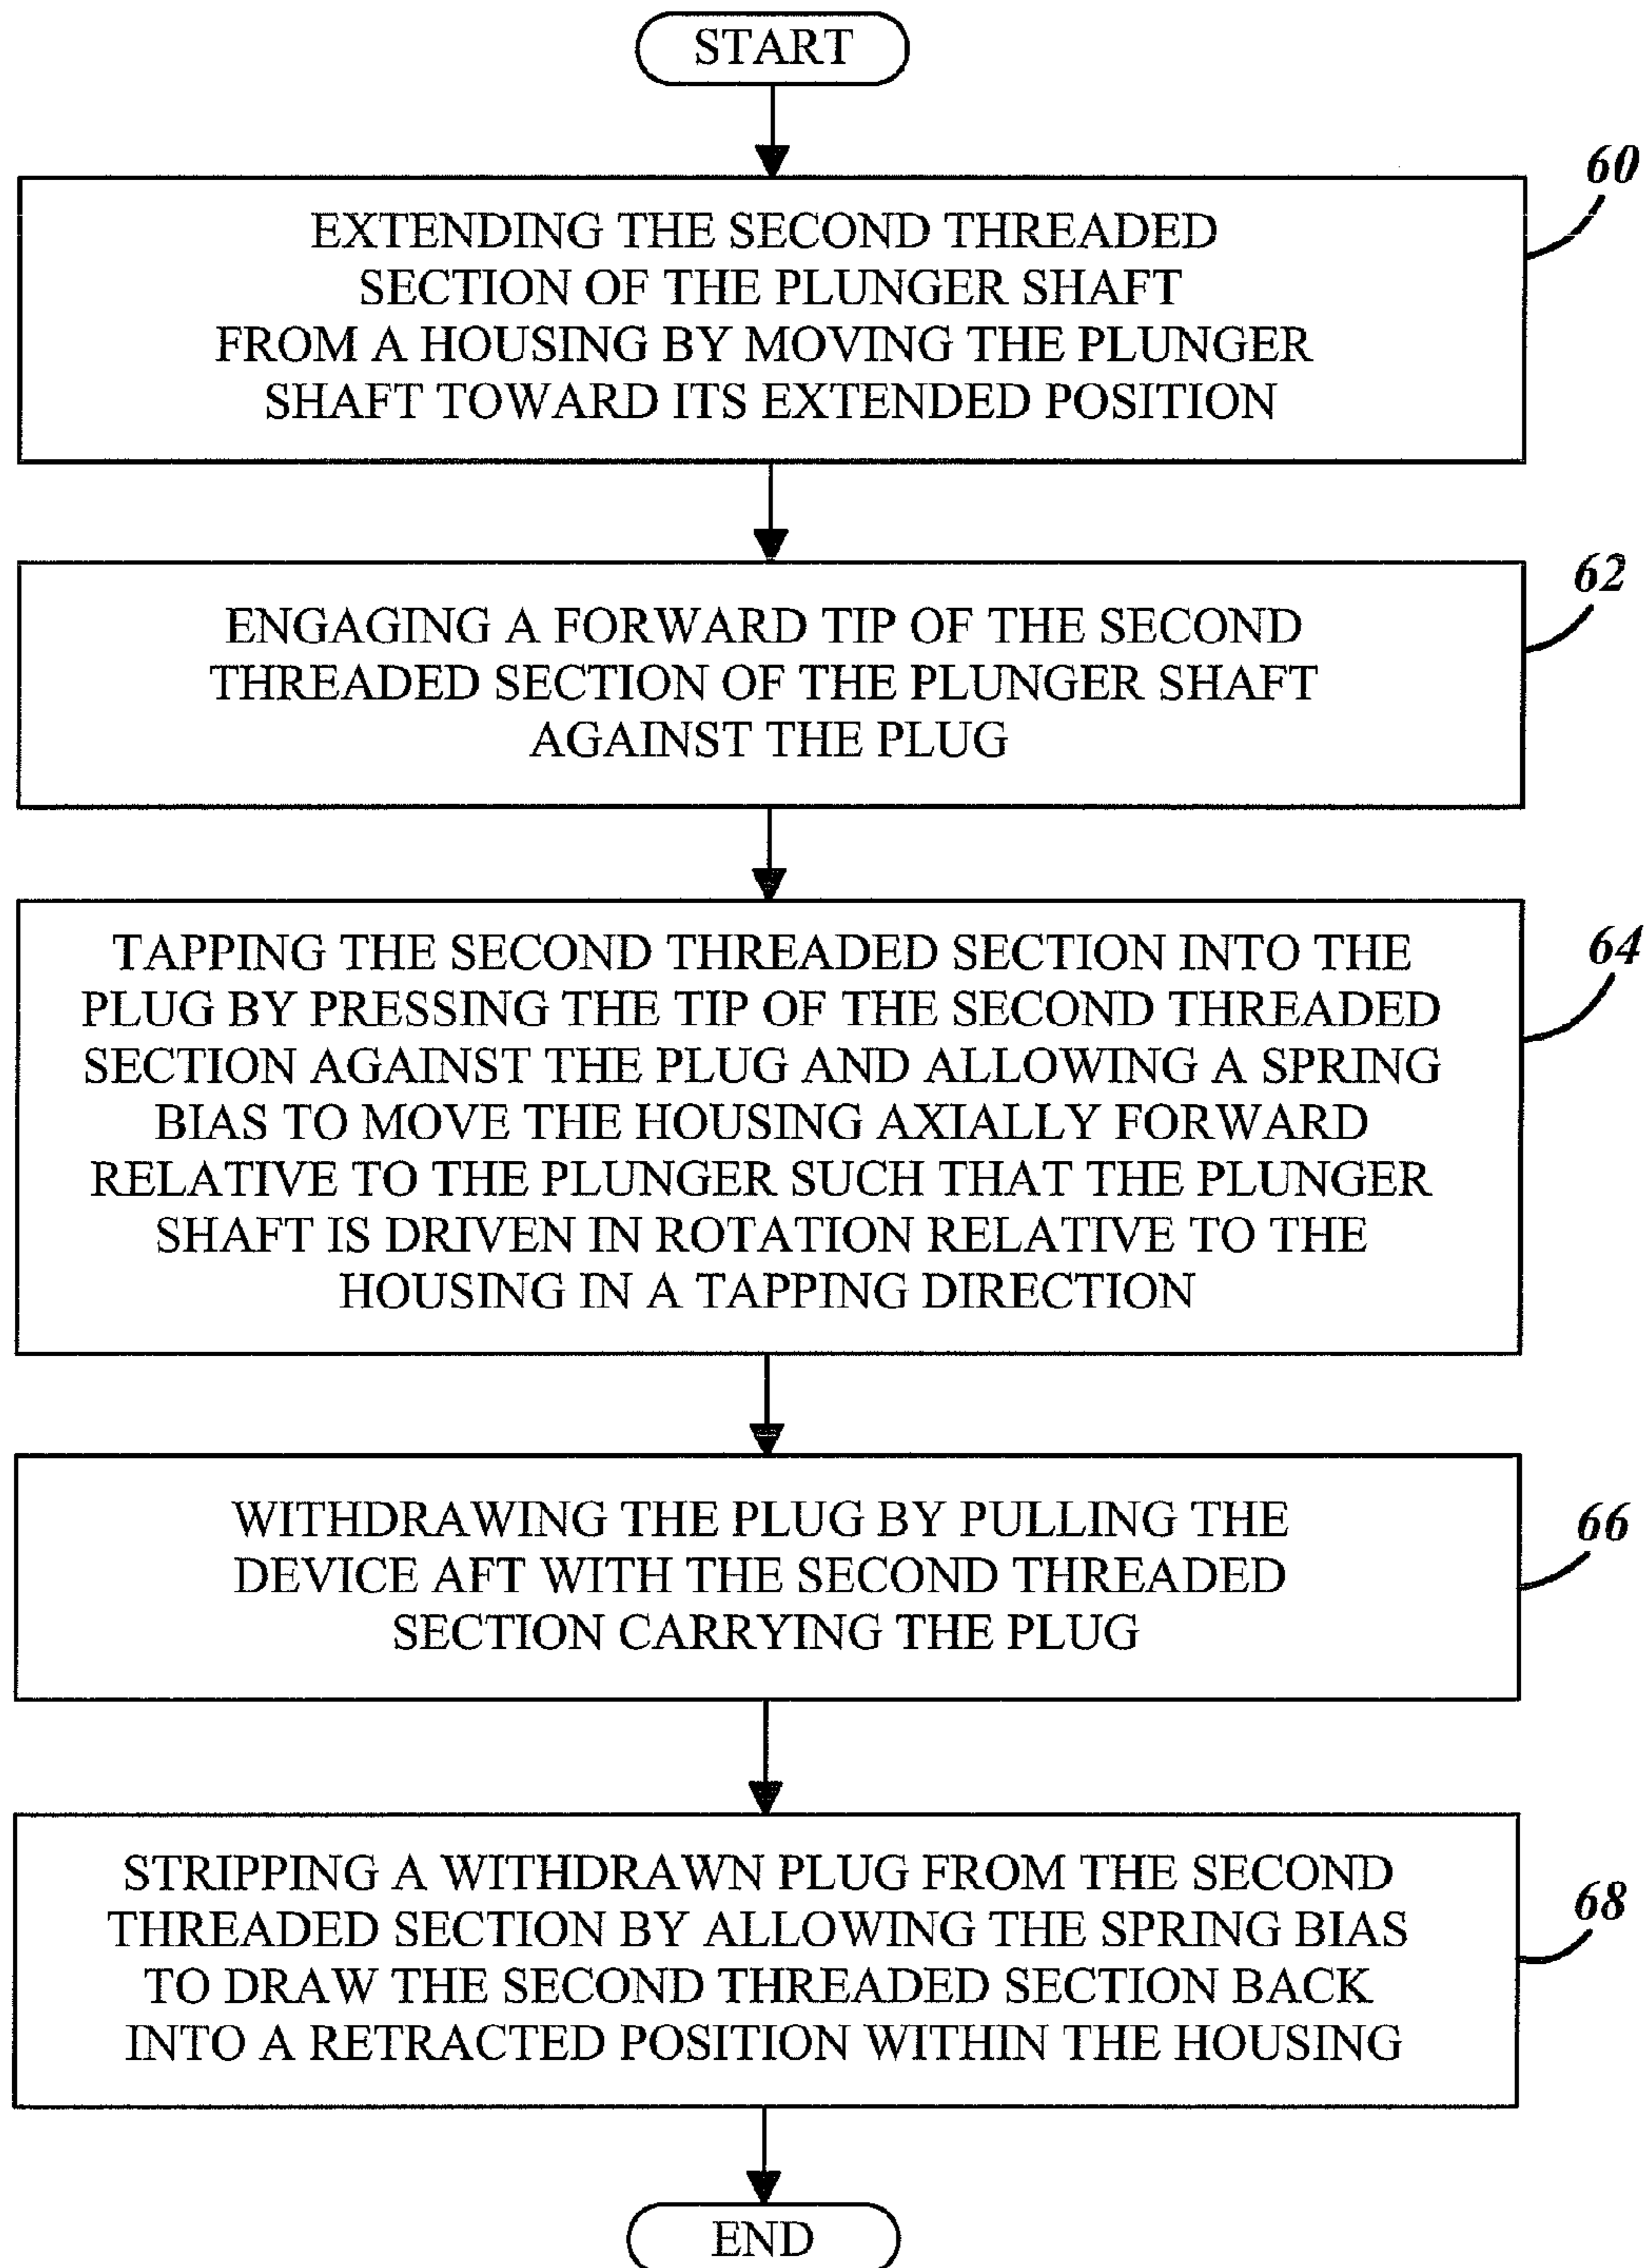 START
60
EXTENDING THE SECOND THREADED
SECTION OF THE PLUNGER SHAFT
FROM A HOUSING BY MOVING THE PLUNGER
SHAFT TOWARD ITS EXTENDED POSITION
62
ENGAGING A FORWARD TIP OF THE SECOND
THREADED SECTION OF THE PLUNGER SHAFT
AGAINST THE PLUG
64
TAPPING THE SECOND THREADED SECTION INTO THE
PLUG BY PRESSING THE TIP OF THE SECOND THREADED
SECTION AGAINST THE PLUG AND ALLOWING A SPRING
BIAS TO MOVE THE HOUSING AXIALLY FORWARD
RELATIVE TO THE PLUNGER SUCH THAT THE PLUNGER
SHAFT IS DRIVEN IN ROTATION RELATIVE TO THE
HOUSING IN A TAPPING DIRECTION
66
WITHDRAWING THE PLUG BY PULLING THE
DEVICE AFT WITH THE SECOND THREADED
SECTION CARRYING THE PLUG
68
STRIPPING A WITHDRAWN PLUG FROM THE SECOND
THREADED SECTION BY ALLOWING THE SPRING BIAS
TO DRAW THE SECOND THREADED SECTION BACK
INTO A RETRACTED POSITION WITHIN THE HOUSING
END